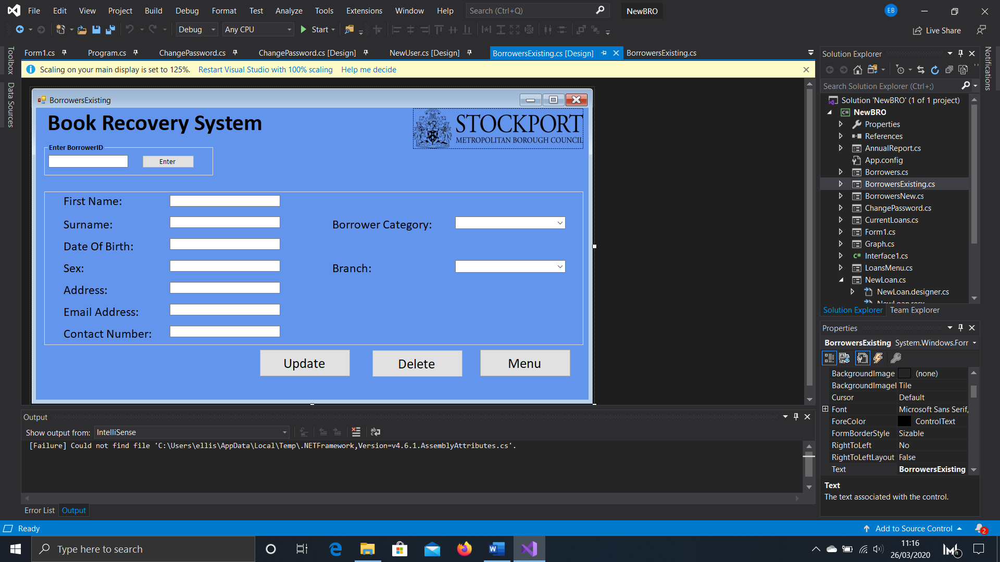 File Edit View Project Build Debug Format Test Analyze Tools Extensions Window Help Search (Ctrl+Q) NewBRO EB
Debug Any CPU Start Live Share
Form1.cs Program.cs ChangePassword.cs ChangePassword.cs [Design] NewUser.cs [Design] BorrowersExisting.cs [Design] BorrowersExisting.cs
Scaling on your main display is set to 125%. Restart Visual Studio with 100% scaling Help me decide
Toolbox
Data Sources
BorrowersExisting
Book Recovery System
STOCKPORT
METROPOLITAN BOROUGH COUNCIL
Enter BorrowerID
Enter
First Name:
Surname:
Borrower Category:
Date Of Birth:
Sex:
Branch:
Address:
Email Address:
Contact Number:
Update Delete Menu
Output
Show output from: IntelliSense
[Failure] Could not find file 'C:\Users\ellis\AppData\Local\Temp\.NETFramework,Version=v4.6.1.AssemblyAttributes.cs'.
Error List Output
Solution Explorer
Search Solution Explorer (Ctrl+;)
Solution 'NewBRO' (1 of 1 project)
C# NewBRO
Properties
References
AnnualReport.cs
App.config
Borrowers.cs
BorrowersExisting.cs
BorrowersNew.cs
ChangePassword.cs
CurrentLoans.cs
Form1.cs
Graph.cs
C# Interface1.cs
LoansMenu.cs
NewLoan.cs
NewLoan.designer.cs
NewLoan.resx
Solution Explorer Team Explorer
Notifications
Properties
BorrowersExisting System.Windows.Forr
BackgroundImage (none)
BackgroundImagel Tile
Cursor Default
Font Microsoft Sans Serif,
ForeColor ControlText
FormBorderStyle Sizable
RightToLeft No
RightToLeftLayout False
Text BorrowersExisting
Text
The text associated with the control.
Ready Add to Source Control 2
Type here to search
11:16
26/03/2020